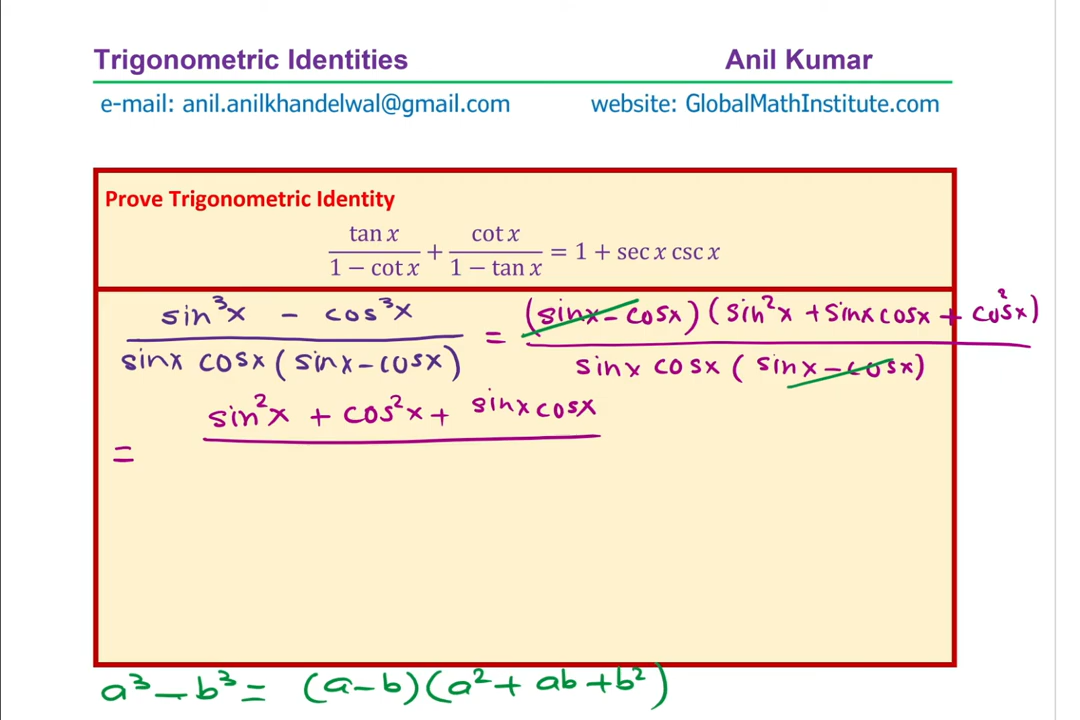 Trigonometric Identities Anil Kumar
e-mail: anil.anilkhandelwal@gmail.com website: GlobalMathInstitute.com
Prove Trigonometric Identity
tan x / (1 − cot x) + cot x / (1 − tan x) = 1 + sec x csc x
(sin³x − cos³x) / (sinx cosx (sinx − cosx)) = (sinx − cosx)(sin²x + sinx cosx + cos²x) / (sinx cosx (sinx − cosx))
= sin²x + cos²x + sinx cosx
a³ − b³ = (a − b)(a² + ab + b²)